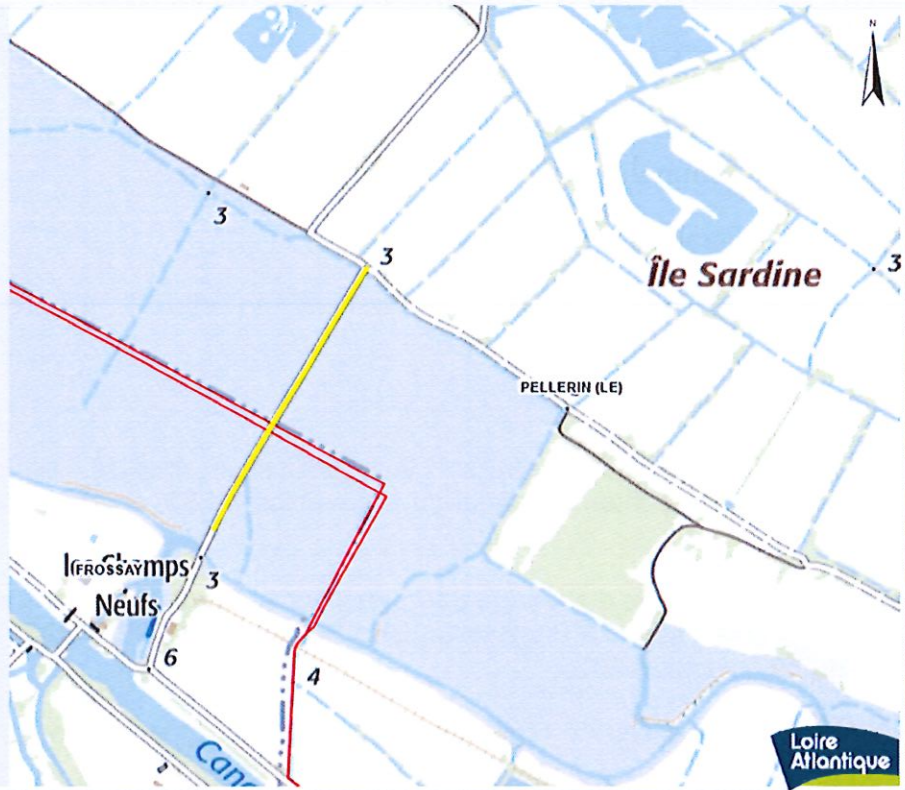 N
3
3
3
Île Sardine
PELLERIN (LE)
(FROSSAY)
Neufs
3
6
4
Loire
Atlantique